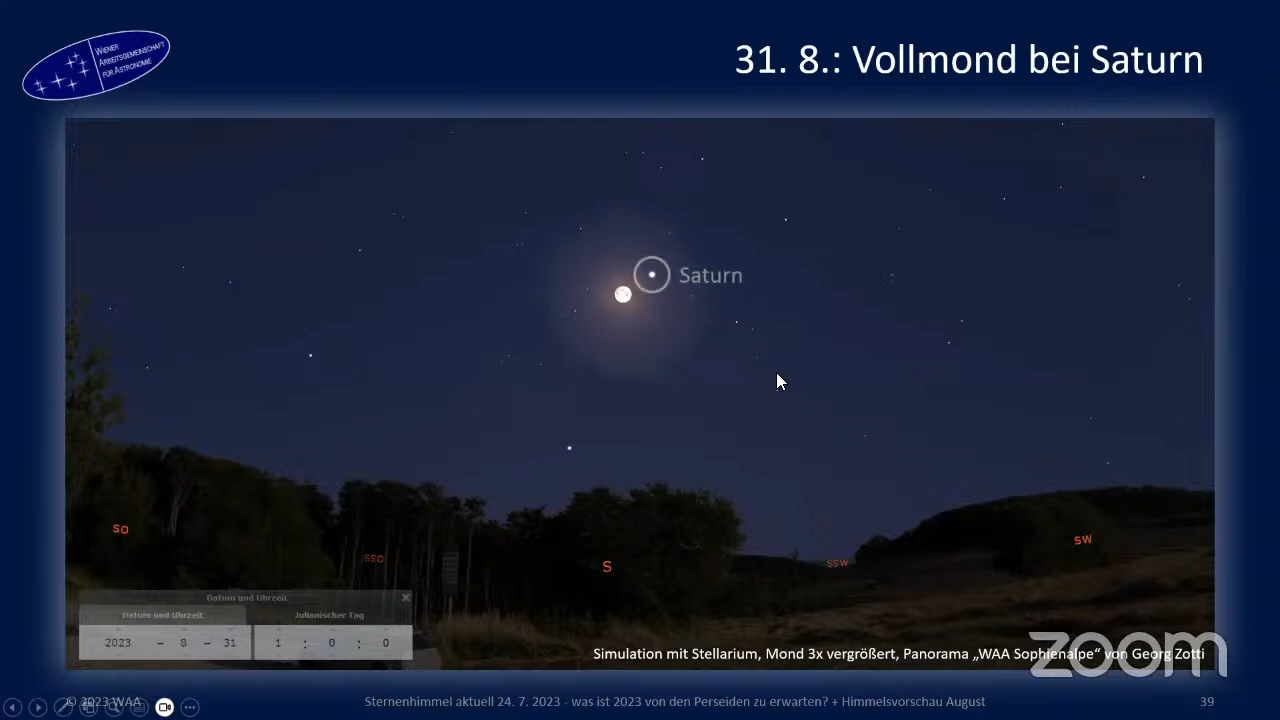 WIENER
ARBEITSGEMEINSCHAFT
FÜR ASTRONOMIE
31. 8.: Vollmond bei Saturn
Saturn
SO
SSO
S
SSW
SW
Datum und Uhrzeit
Datum und Uhrzeit
Julianischer Tag
2023 – 8 – 31 1 : 0 : 0
zoom
Simulation mit Stellarium, Mond 3x vergrößert, Panorama „WAA Sophienalpe“ von Georg Zotti
© 2023 WAA
Sternenhimmel aktuell 24. 7. 2023 - was ist 2023 von den Perseiden zu erwarten? + Himmelsvorschau August
39